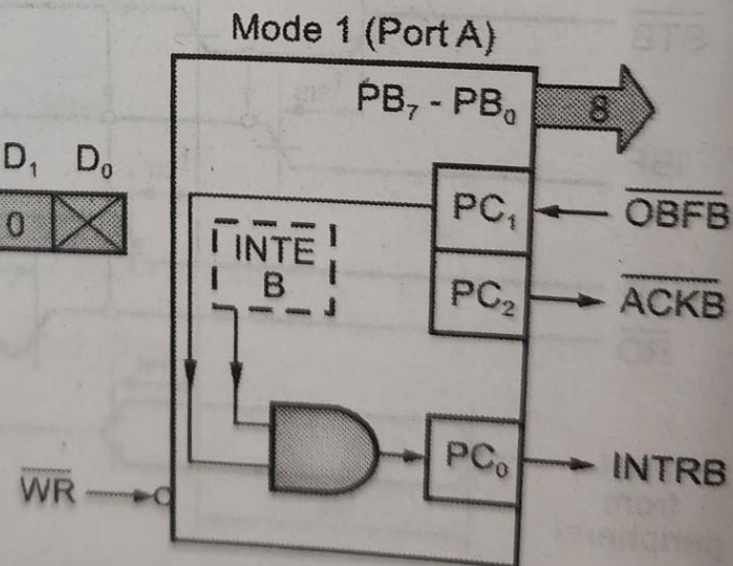 Mode 1 (Port A)
PB₇ - PB₀
8
D₁ D₀
0
PC₁
OBFB
INTE
B
PC₂
ACKB
PC₀
INTRB
WR